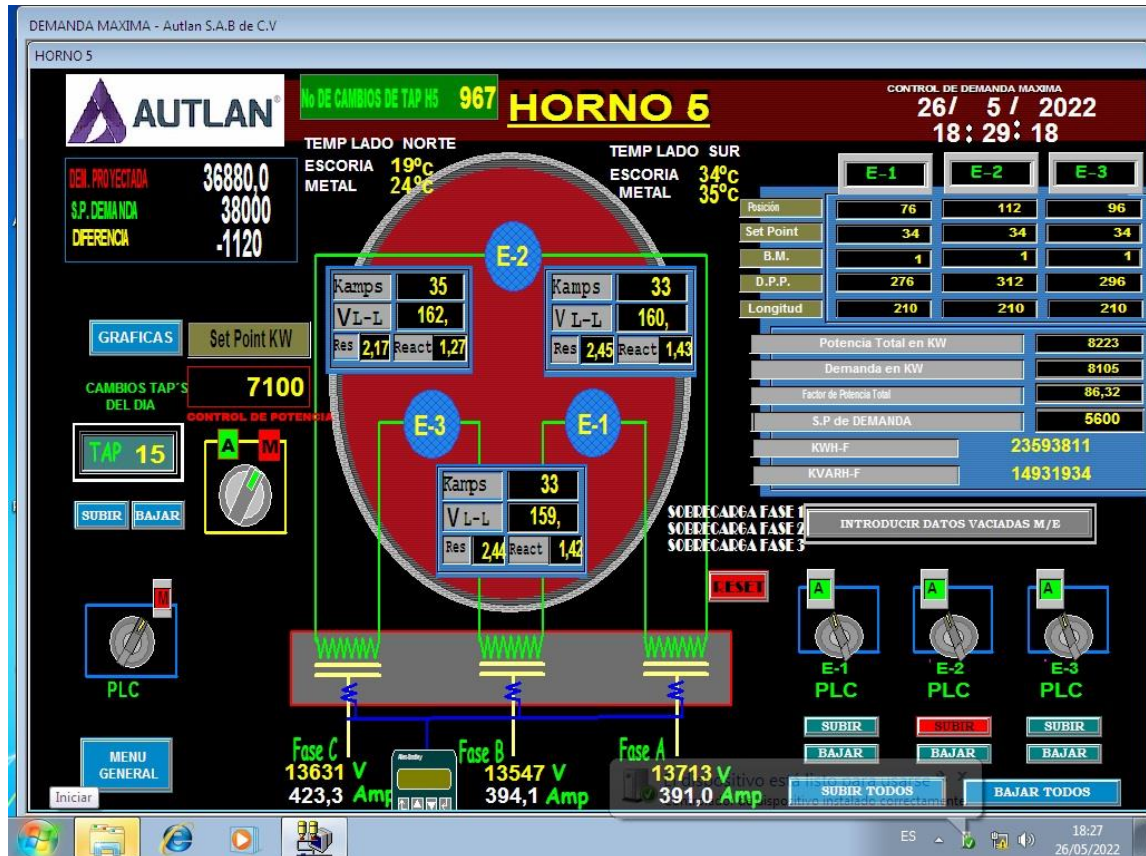 DEMANDA MAXIMA - Autlan S.A.B de C.V
HORNO 5
AUTLAN®
No DE CAMBIOS DE TAP H5 967
HORNO 5
CONTROL DE DEMANDA MAXIMA
26/ 5 / 2022
18 : 29 : 18
TEMP LADO NORTE
ESCORIA 19ºc
METAL 24ºc
TEMP LADO SUR
ESCORIA 34ºc
METAL 35ºc
DEM. PROYECTADA 36880,0
S.P. DEMANDA 38000
DIFERENCIA -1120
E-1 E-2 E-3
Posición 76 112 96
Set Point 34 34 34
B.M. 1 1 1
D.P.P. 276 312 296
Longitud 210 210 210
Potencia Total en KW 8223
Demanda en KW 8105
Factor de Potencia Total 86,32
S.P de DEMANDA 5600
KWH-F 23593811
KVARH-F 14931934
E-2
Kamps 35
V L-L 162,
Res 2,17 React 1,27
Kamps 33
V L-L 160,
Res 2,45 React 1,43
GRAFICAS
Set Point KW
CAMBIOS TAP´S
DEL DIA
7100
CONTROL DE POTENCIA
A M
TAP 15
SUBIR BAJAR
E-3 E-1
Kamps 33
V L-L 159,
Res 2,44 React 1,42
SOBRECARGA FASE 1
SOBRECARGA FASE 2
SOBRECARGA FASE 3
INTRODUCIR DATOS VACIADAS M/E
RESET
M
PLC
A A A
E-1 E-2 E-3
PLC PLC PLC
SUBIR SUBIR SUBIR
BAJAR BAJAR BAJAR
SUBIR TODOS BAJAR TODOS
MENU
GENERAL
Iniciar
Fase C
13631 V
423,3 Amp
Allen-Bradley
Fase B
13547 V
394,1 Amp
Fase A
13713 V
391,0 Amp
dispositivo está listo para usarse
dispositivo instalado correctamente
ES
18:27
26/05/2022